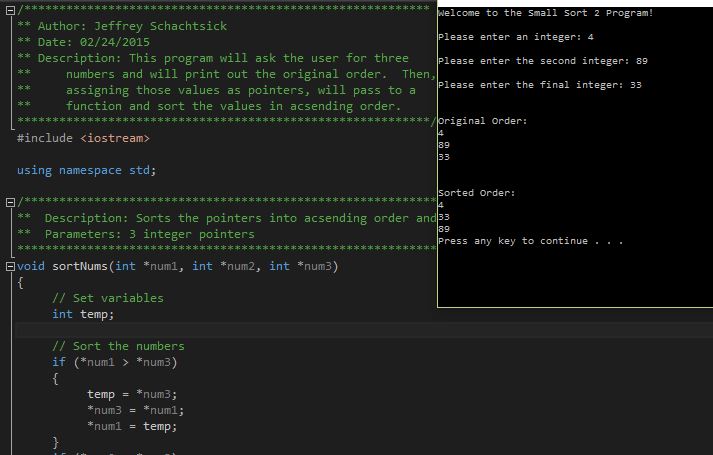 /**********************************************************
** Author: Jeffrey Schachtsick
** Date: 02/24/2015
** Description: This program will ask the user for three
** numbers and will print out the original order. Then,
** assigning those values as pointers, will pass to a
** function and sort the values in acsending order.
***********************************************************/
#include <iostream>
using namespace std;
/***********************************************************
** Description: Sorts the pointers into acsending order and
** Parameters: 3 integer pointers
************************************************************
void sortNums(int *num1, int *num2, int *num3)
{
// Set variables
int temp;
// Sort the numbers
if (*num1 > *num3)
{
temp = *num3;
*num3 = *num1;
*num1 = temp;
}
Welcome to the Small Sort 2 Program!
Please enter an integer: 4
Please enter the second integer: 89
Please enter the final integer: 33
Original Order:
4
89
33
Sorted Order:
4
33
89
Press any key to continue . . .